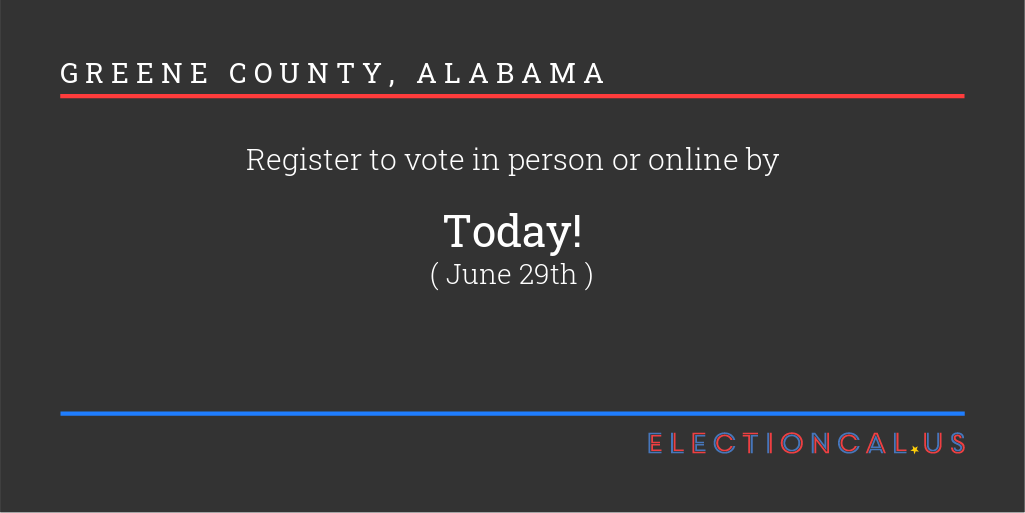 GREENE COUNTY, ALABAMA
Register to vote in person or online by
Today!
( June 29th )
ELECTIONCAL.US